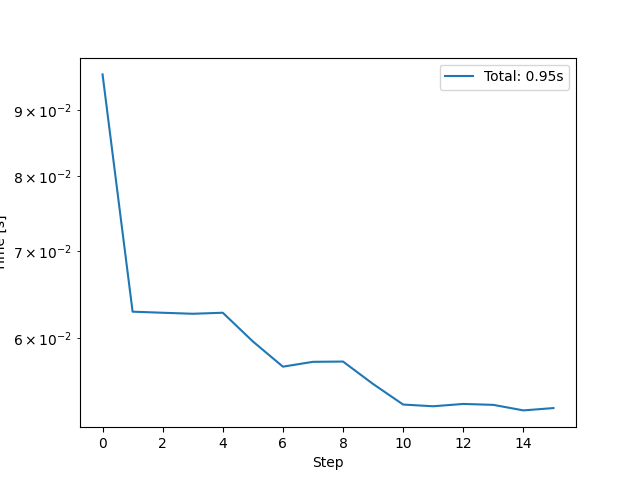 Total: 0.95s
9 × 10⁻²
8 × 10⁻²
7 × 10⁻²
6 × 10⁻²
Time [s]
0 2 4 6 8 10 12 14
Step